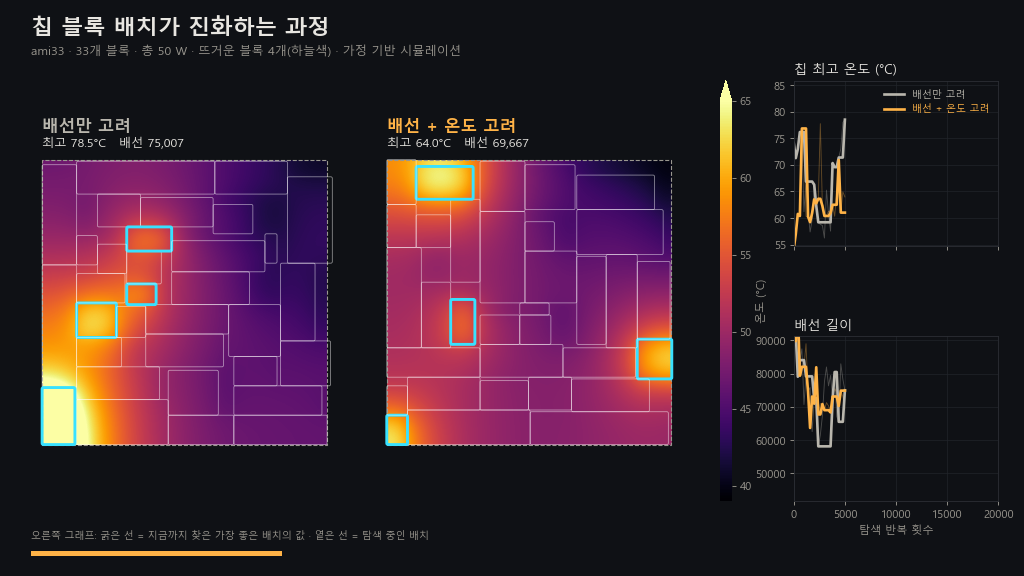 칩 블록 배치가 진화하는 과정
ami33 · 33개 블록 · 총 50 W · 뜨거운 블록 4개(하늘색) · 가정 기반 시뮬레이션
배선만 고려
최고 78.5°C 배선 75,007
배선 + 온도 고려
최고 64.0°C 배선 69,667
65
60
55
50
45
40
온도 (°C)
칩 최고 온도 (°C)
배선만 고려
배선 + 온도 고려
85
80
75
70
65
60
55
배선 길이
90000
80000
70000
60000
50000
0 5000 10000 15000 20000
탐색 반복 횟수
오른쪽 그래프: 굵은 선 = 지금까지 찾은 가장 좋은 배치의 값 · 옅은 선 = 탐색 중인 배치